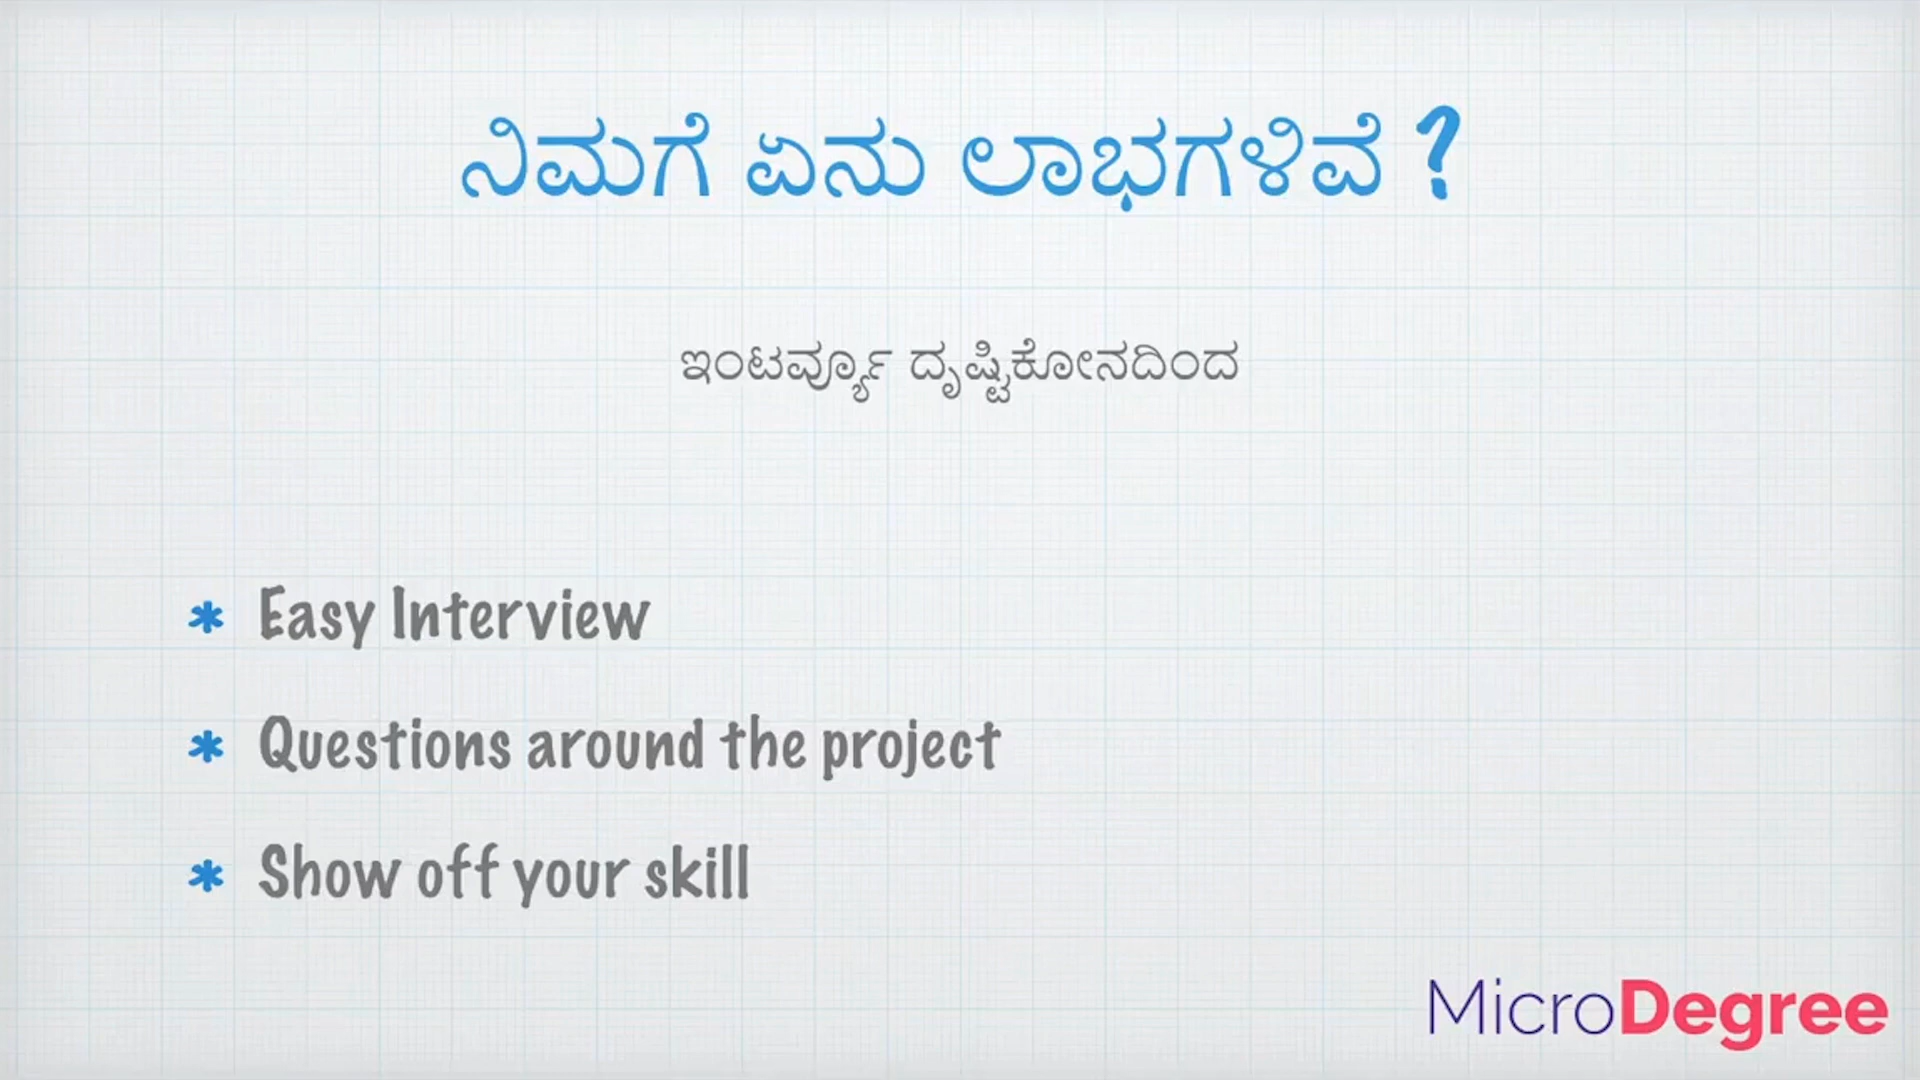 ನಿಮಗೆ ಏನು ಲಾಭಗಳಿವೆ ?
ಇಂಟರ್ವ್ಯೂ ದೃಷ್ಟಿಕೋನದಿಂದ
* Easy Interview
* Questions around the project
* Show off your skill
MicroDegree